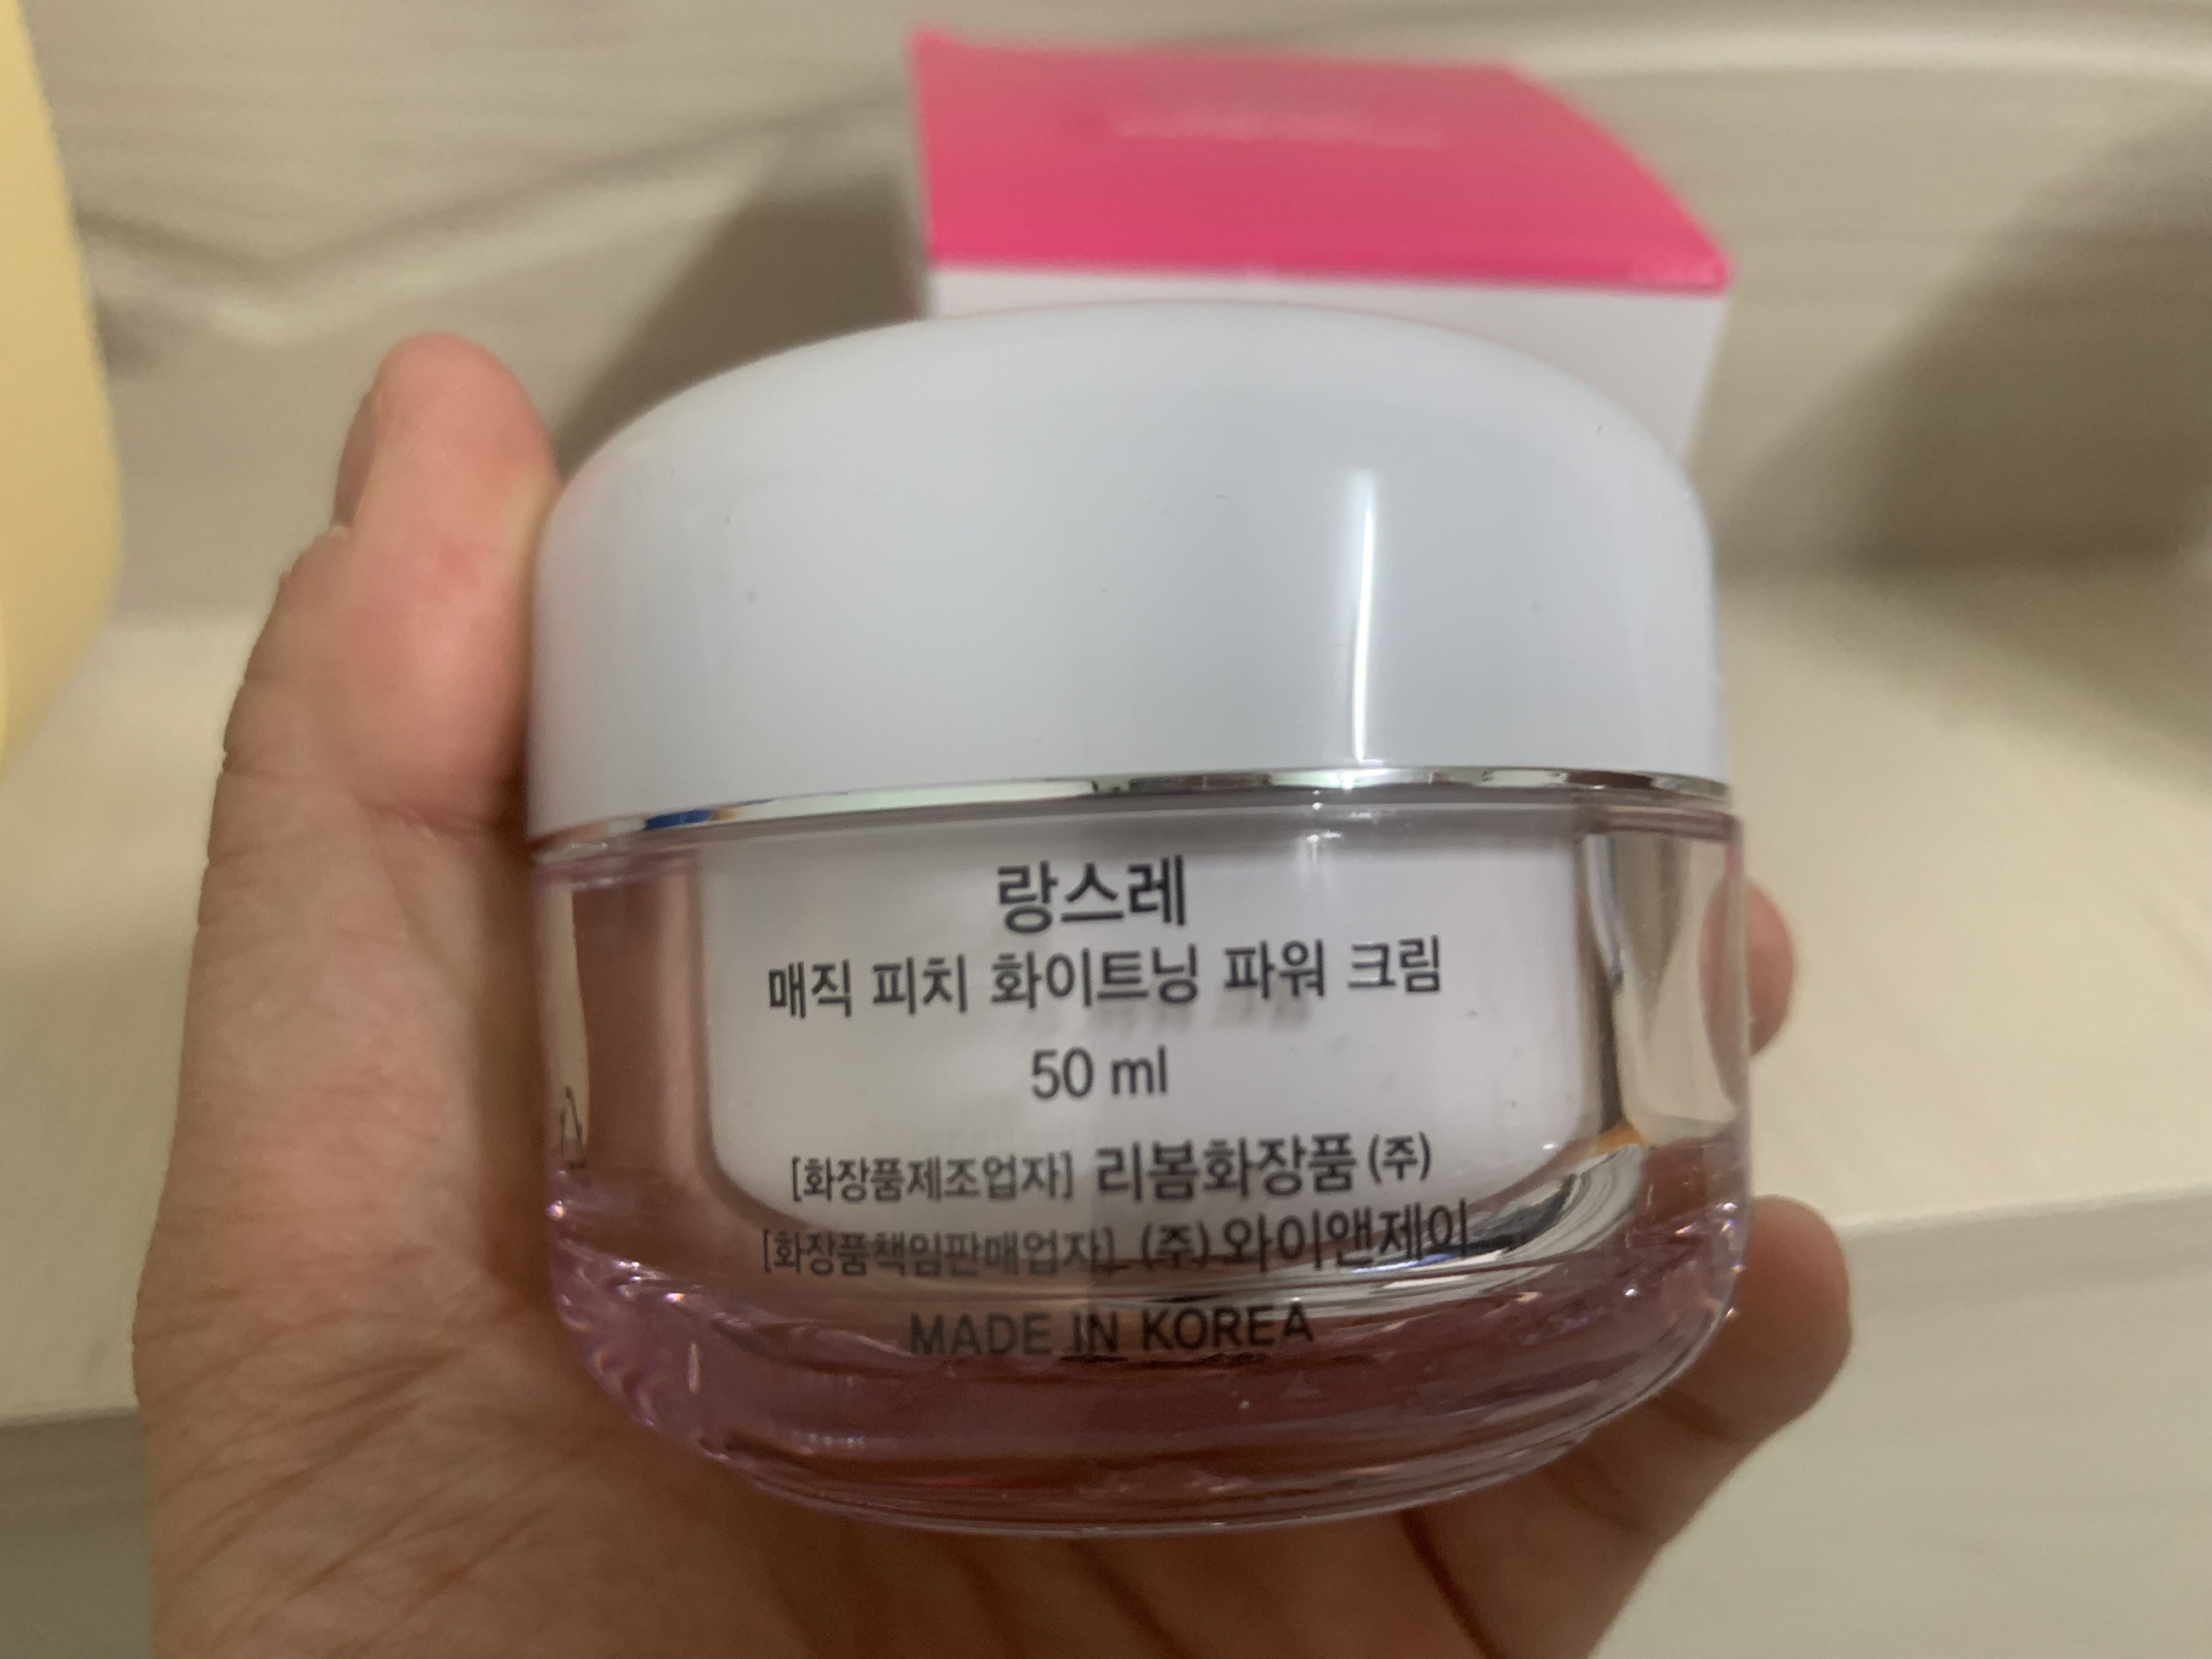 랑스레
매직 피치 화이트닝 파워 크림
50 ml
[화장품제조업자] 리봄화장품(주)
[화장품책임판매업자] (주)와이앤제이
MADE IN KOREA